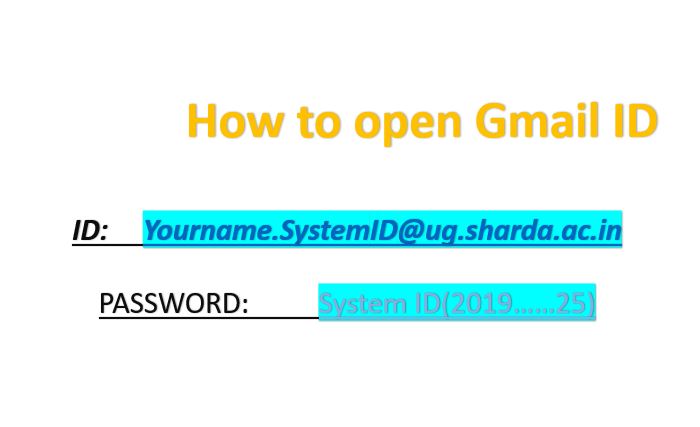 How to open Gmail ID
ID: Yourname.SystemID@ug.sharda.ac.in
PASSWORD: System ID(2019......25)